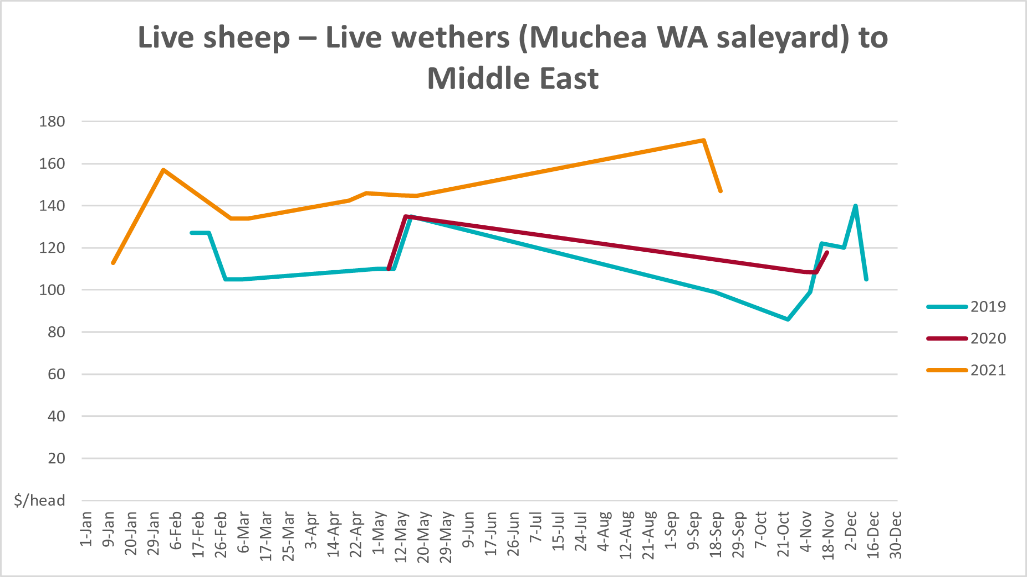 Live sheep – Live wethers (Muchea WA saleyard) to
Middle East
180
160
140
120
100
80
60
40
20
$/head
1-Jan
9-Jan
20-Jan
29-Jan
6-Feb
17-Feb
26-Feb
6-Mar
17-Mar
25-Mar
3-Apr
14-Apr
22-Apr
1-May
12-May
20-May
29-May
9-Jun
17-Jun
26-Jun
7-Jul
15-Jul
24-Jul
4-Aug
12-Aug
21-Aug
1-Sep
9-Sep
18-Sep
29-Sep
7-Oct
21-Oct
4-Nov
18-Nov
2-Dec
16-Dec
30-Dec
2019
2020
2021